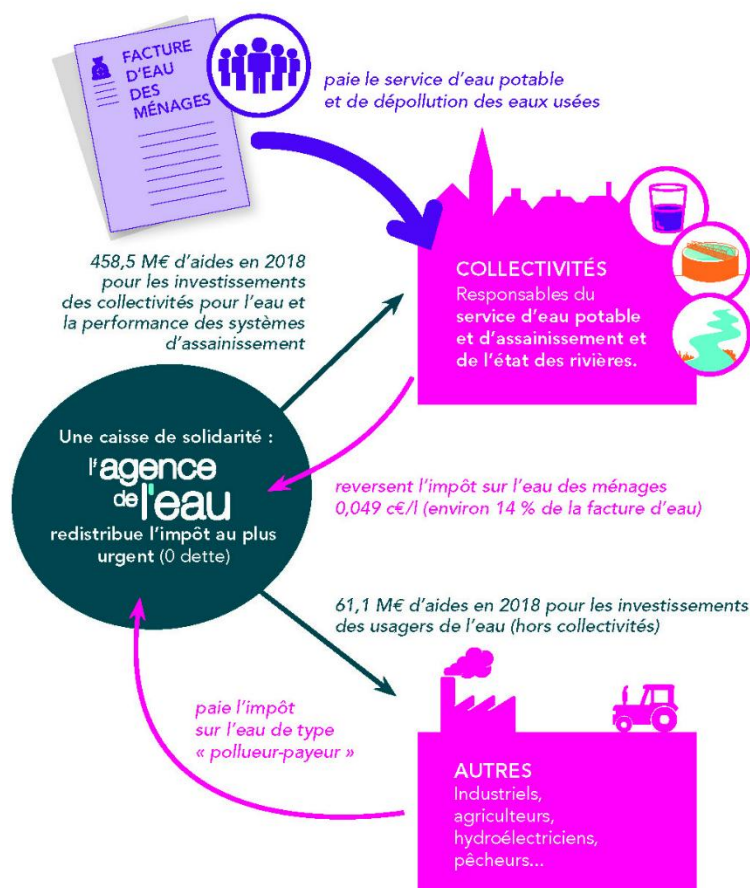 FACTURE
D'EAU
DES
MÉNAGES
paie le service d'eau potable
et de dépollution des eaux usées
458,5 M€ d'aides en 2018
pour les investissements
des collectivités pour l'eau et
la performance des systèmes
d'assainissement
COLLECTIVITÉS
Responsables du
service d'eau potable
et d'assainissement et
de l'état des rivières.
Une caisse de solidarité :
l'agence
de l'eau
redistribue l'impôt au plus
urgent (0 dette)
reversent l'impôt sur l'eau des ménages
0,049 c€/l (environ 14 % de la facture d'eau)
61,1 M€ d'aides en 2018 pour les investissements
des usagers de l'eau (hors collectivités)
paie l'impôt
sur l'eau de type
« pollueur-payeur »
AUTRES
Industriels,
agriculteurs,
hydroélectriciens,
pêcheurs...